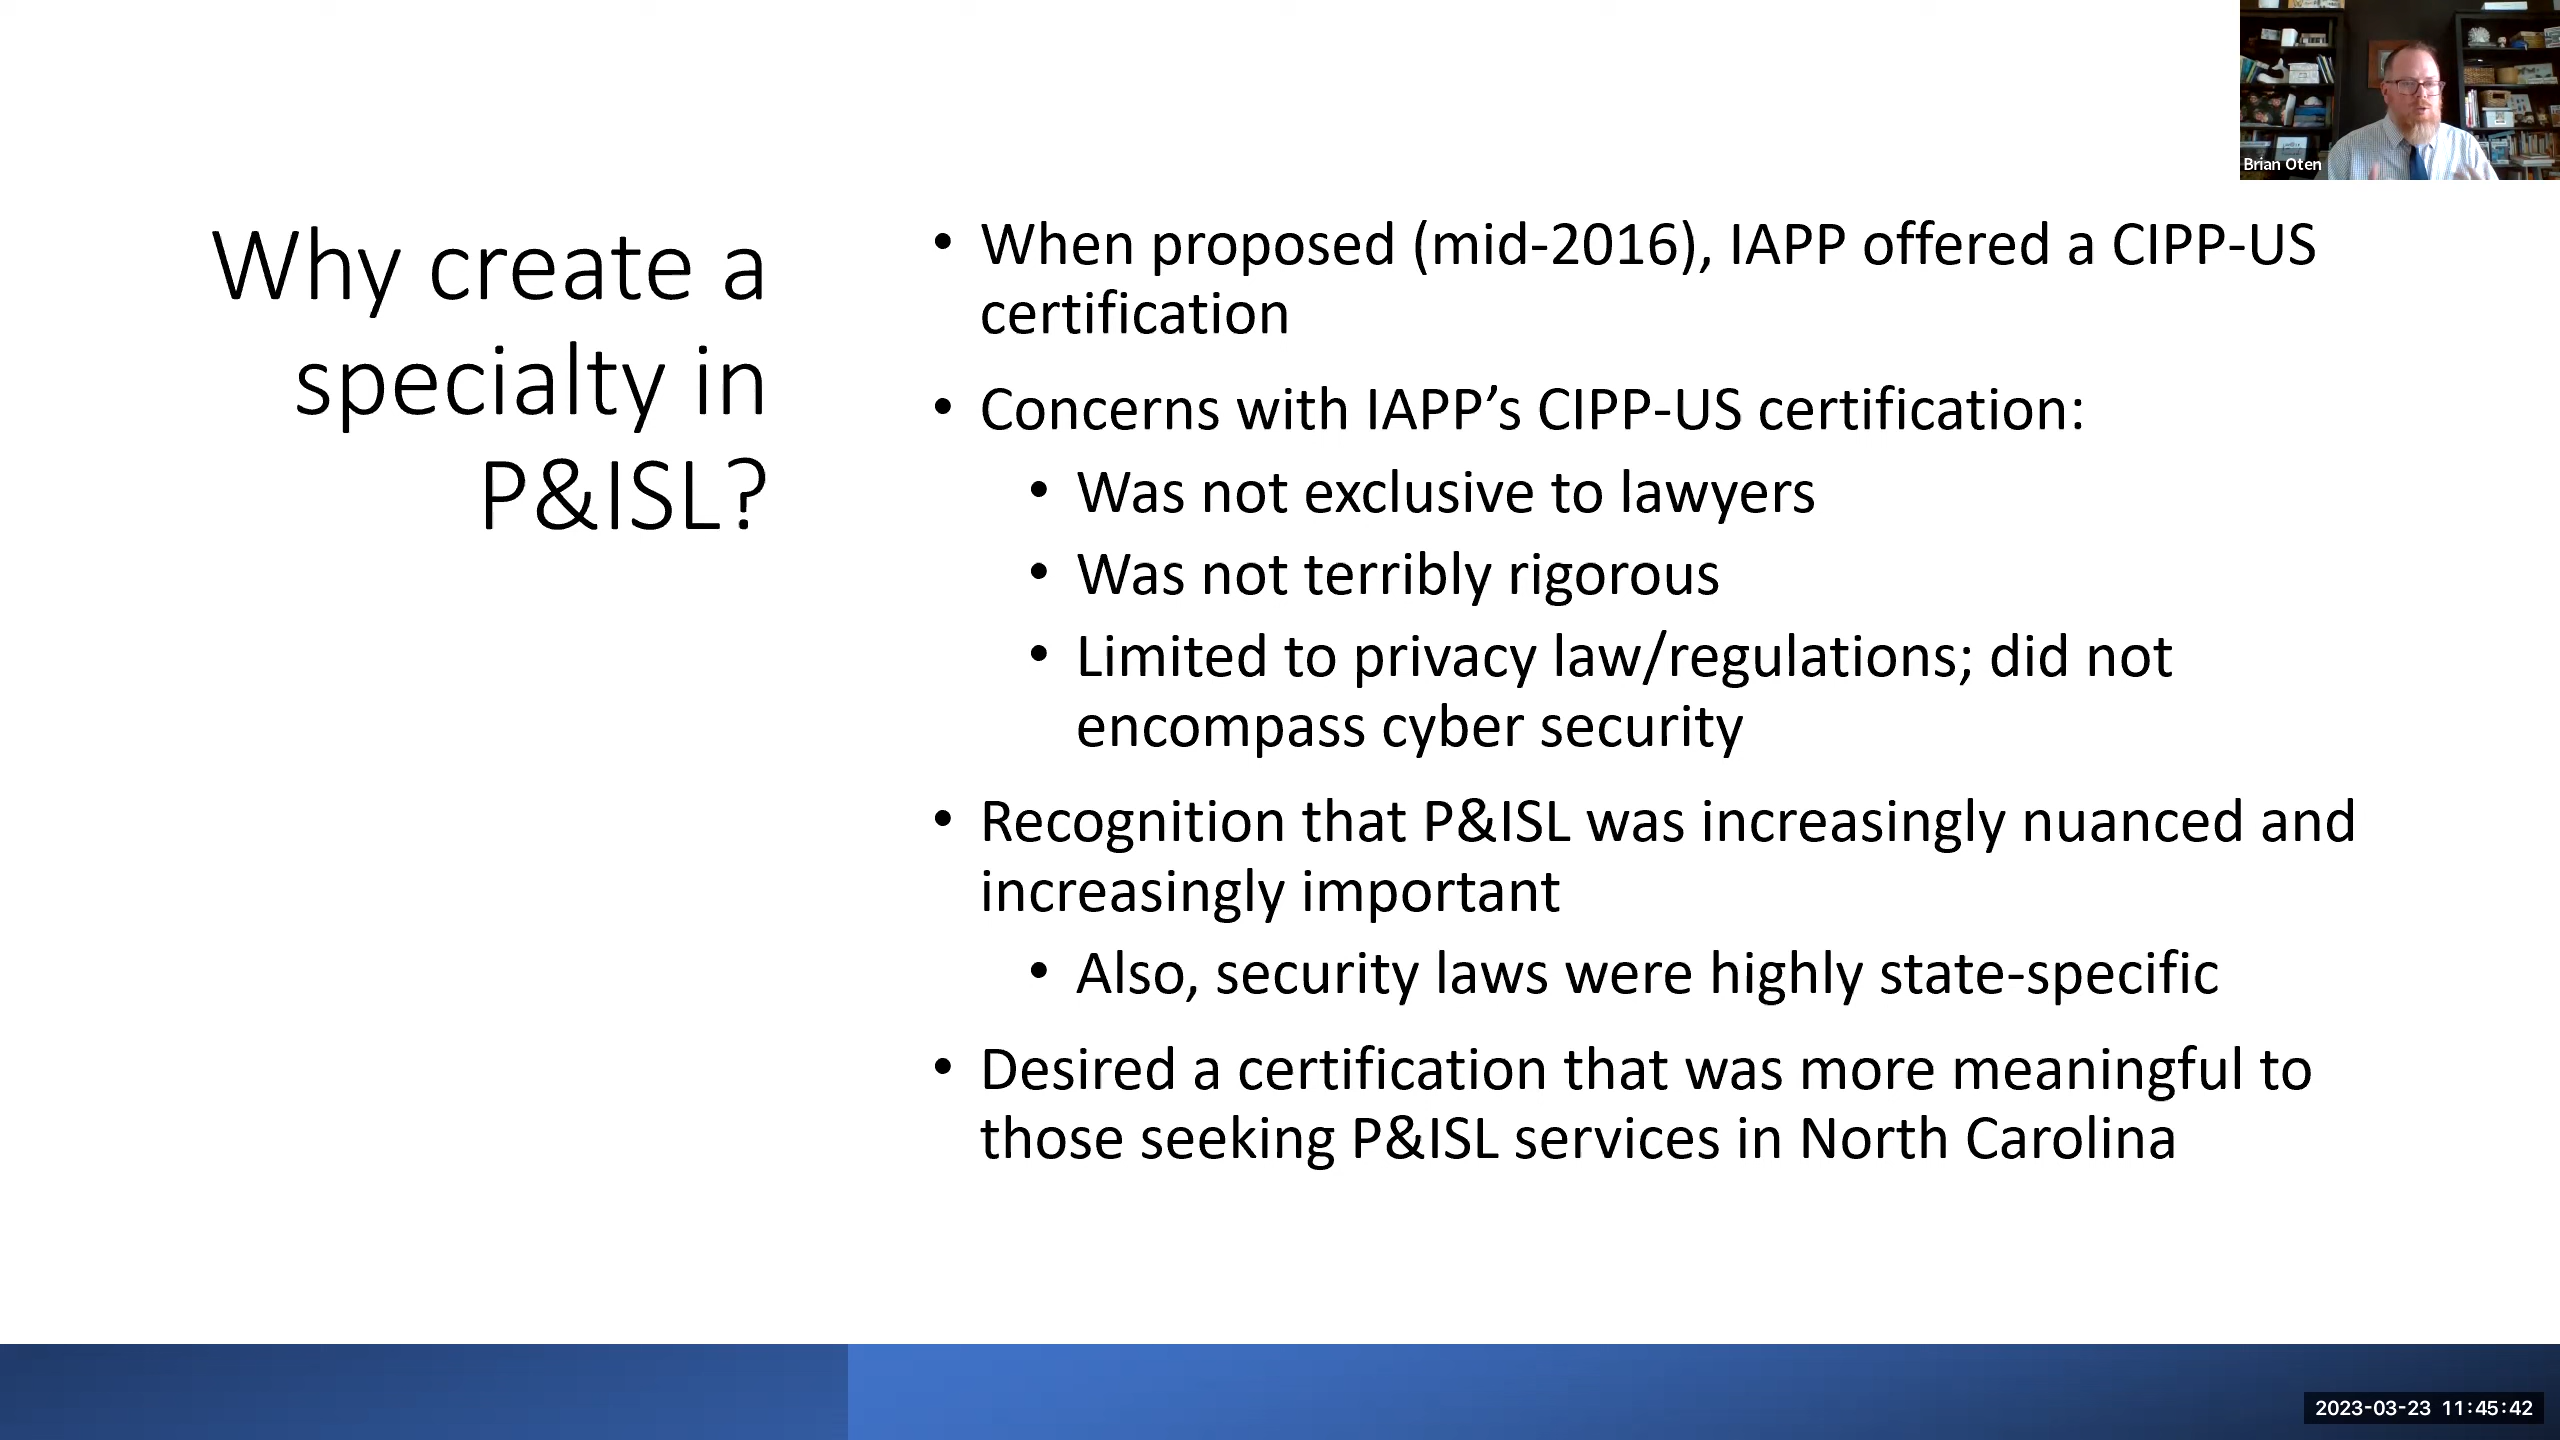 Brian Oten
Why create a
specialty in
P&ISL?
• When proposed (mid-2016), IAPP offered a CIPP-US
certification
• Concerns with IAPP’s CIPP-US certification:
• Was not exclusive to lawyers
• Was not terribly rigorous
• Limited to privacy law/regulations; did not
encompass cyber security
• Recognition that P&ISL was increasingly nuanced and
increasingly important
• Also, security laws were highly state-specific
• Desired a certification that was more meaningful to
those seeking P&ISL services in North Carolina
2023-03-23 11:45:42